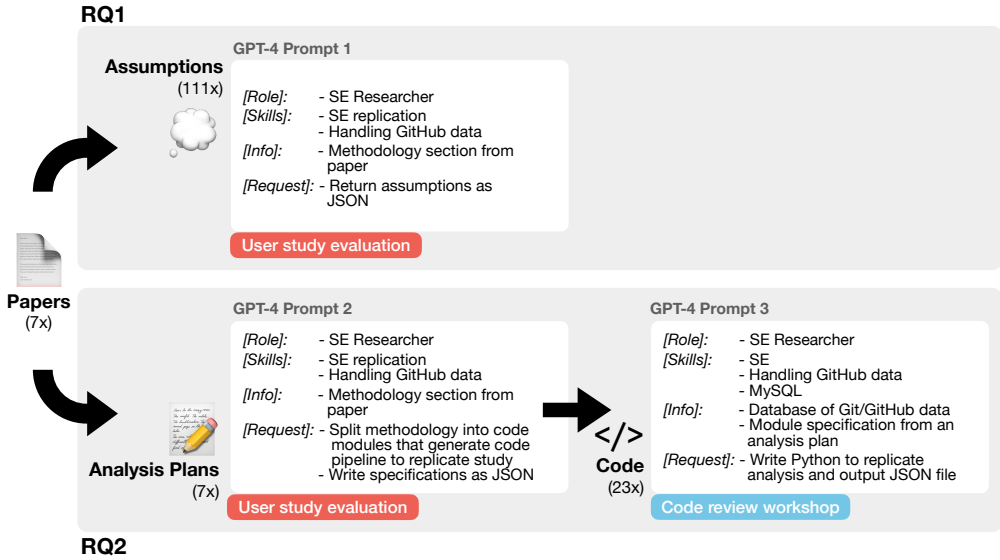 RQ1
Assumptions
(111x)
GPT-4 Prompt 1
[Role]: - SE Researcher
[Skills]: - SE replication
- Handling GitHub data
[Info]: - Methodology section from
paper
[Request]: - Return assumptions as
JSON
User study evaluation
Papers
(7x)
Analysis Plans
(7x)
GPT-4 Prompt 2
[Role]: - SE Researcher
[Skills]: - SE replication
- Handling GitHub data
[Info]: - Methodology section from
paper
[Request]: - Split methodology into code
modules that generate code
pipeline to replicate study
- Write specifications as JSON
User study evaluation
</>
Code
(23x)
GPT-4 Prompt 3
[Role]: - SE Researcher
[Skills]: - SE
- Handling GitHub data
- MySQL
[Info]: - Database of Git/GitHub data
- Module specification from an
analysis plan
[Request]: - Write Python to replicate
analysis and output JSON file
Code review workshop
RQ2